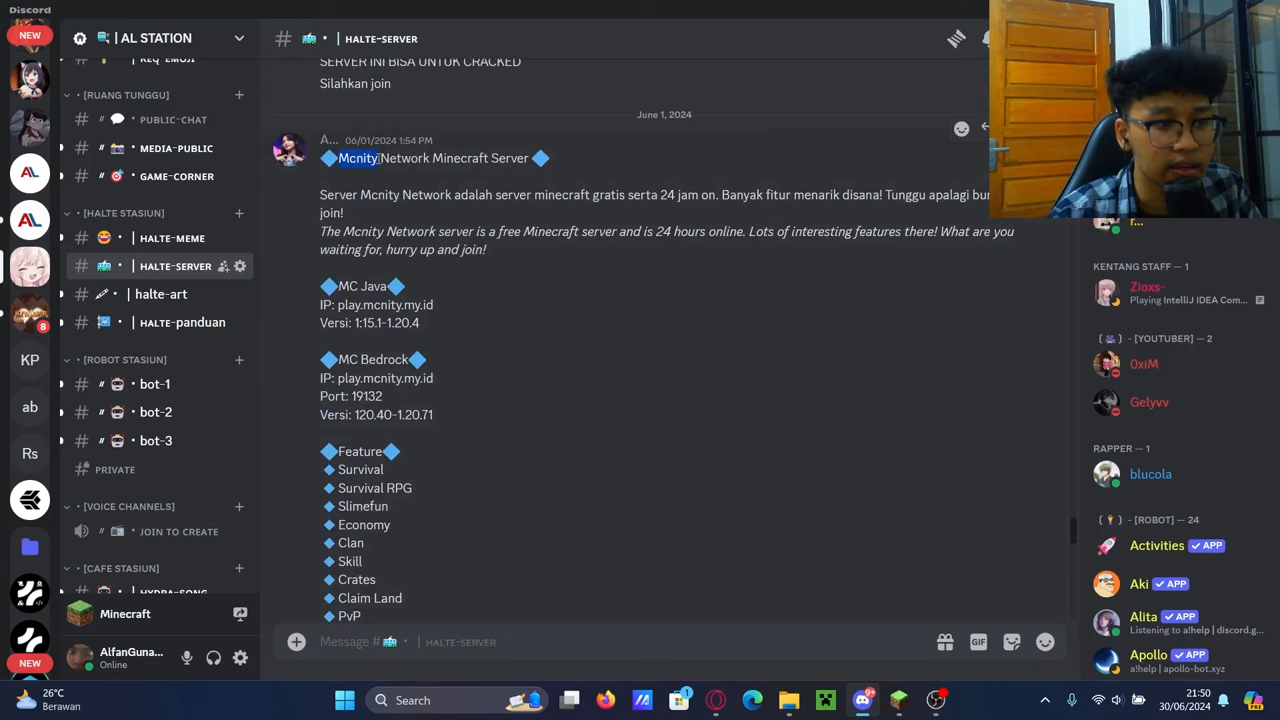 Discord
NEW
AL STATION
HALTE-SERVER
REQ-EMOJI
[RUANG TUNGGU]
PUBLIC-CHAT
MEDIA-PUBLIC
GAME-CORNER
[HALTE STASIUN]
HALTE-MEME
HALTE-SERVER
halte-art
HALTE-panduan
[ROBOT STASIUN]
bot-1
bot-2
bot-3
PRIVATE
[VOICE CHANNELS]
JOIN TO CREATE
[CAFE STASIUN]
HYDRA-SONG
AL
AL
8
KP
ab
Rs
NEW
Minecraft
AlfanGuna...
Online
SERVER INI BISA UNTUK CRACKED
Silahkan join
June 1, 2024
A... 06/01/2024 1:54 PM
Mcnity Network Minecraft Server
Server Mcnity Network adalah server minecraft gratis serta 24 jam on. Banyak fitur menarik disana! Tunggu apalagi
join!
The Mcnity Network server is a free Minecraft server and is 24 hours online. Lots of interesting features there! What are you
waiting for, hurry up and join!
MC Java
IP: play.mcnity.my.id
Versi: 1:15.1-1.20.4
MC Bedrock
IP: play.mcnity.my.id
Port: 19132
Versi: 120.40-1.20.71
Feature
Survival
Survival RPG
Slimefun
Economy
Clan
Skill
Crates
Claim Land
PvP
Message # HALTE-SERVER
GIF
r...
KENTANG STAFF — 1
Zioxs-
Playing IntelliJ IDEA Com...
[YOUTUBER] — 2
0xiM
Gelyvv
RAPPER — 1
blucola
[ROBOT] — 24
Activities APP
Aki APP
Alita APP
Listening to a!help | discord.g...
Apollo APP
a!help | apollo-bot.xyz
26°C
Berawan
Search
1
9+
21:50
30/06/2024
PRE